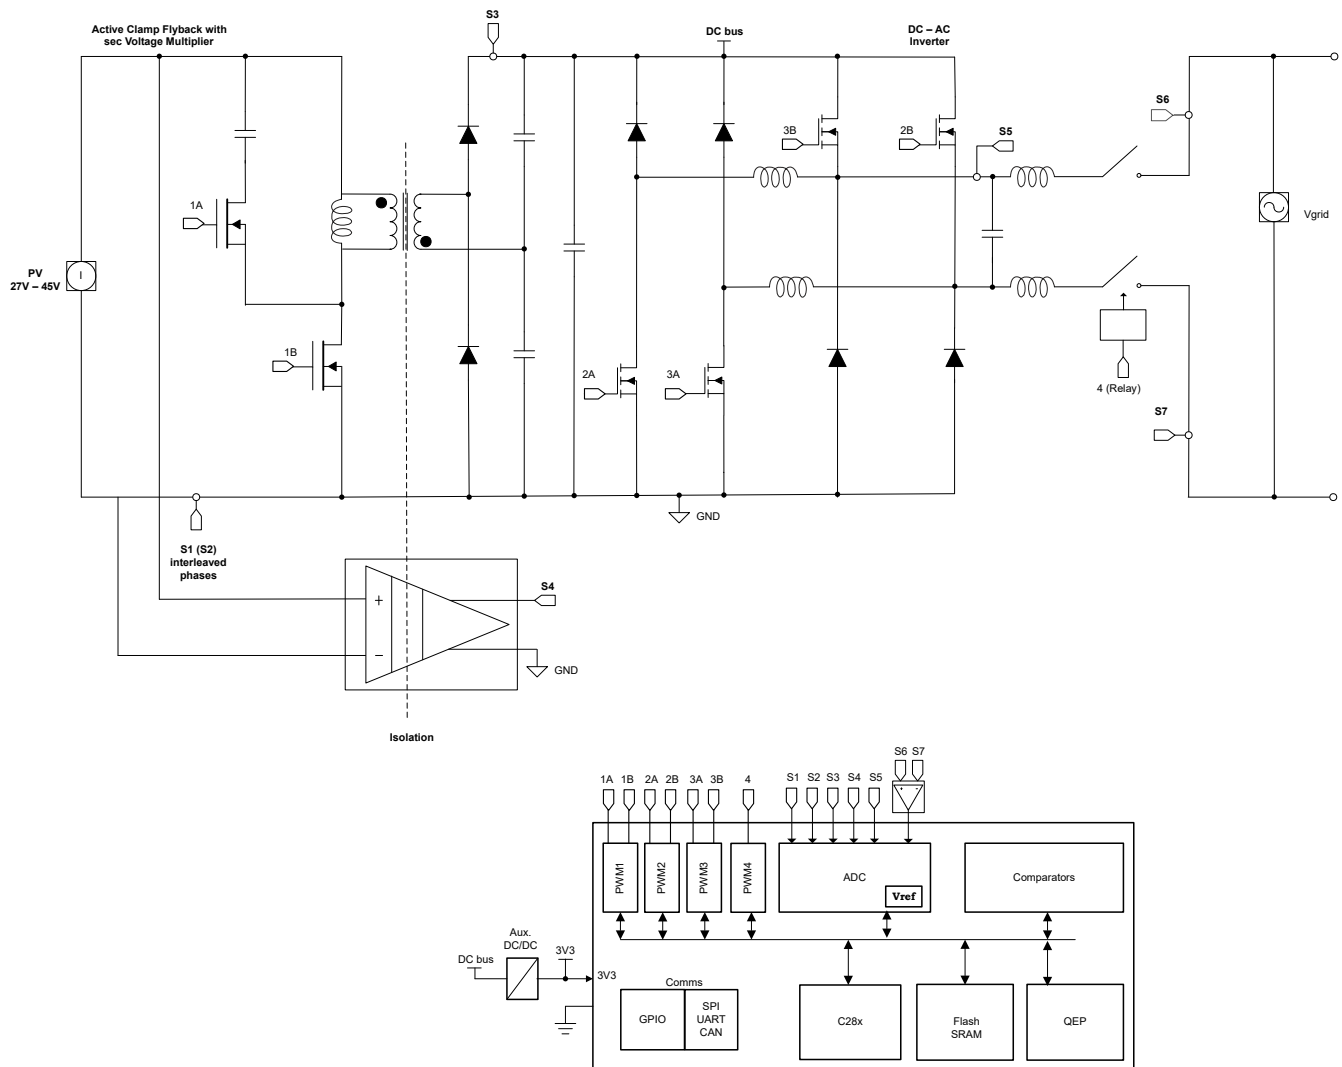 Active Clamp Flyback with
sec Voltage Multiplier
S3
DC bus
DC – AC
Inverter
S6
3B
2B
S5
1A
Vgrid
PV
27V – 45V
1B
2A
3A
4 (Relay)
S7
GND
S1 (S2)
interleaved
phases
+
−
S4
GND
Isolation
S6 S7
1A 1B 2A 2B 3A 3B 4 S1 S2 S3 S4 S5
+ -
PWM1
PWM2
PWM3
PWM4
ADC
Vref
Comparators
Aux.
DC/DC
DC bus
3V3
3V3
Comms
GPIO
SPI
UART
CAN
C28x
Flash
SRAM
QEP